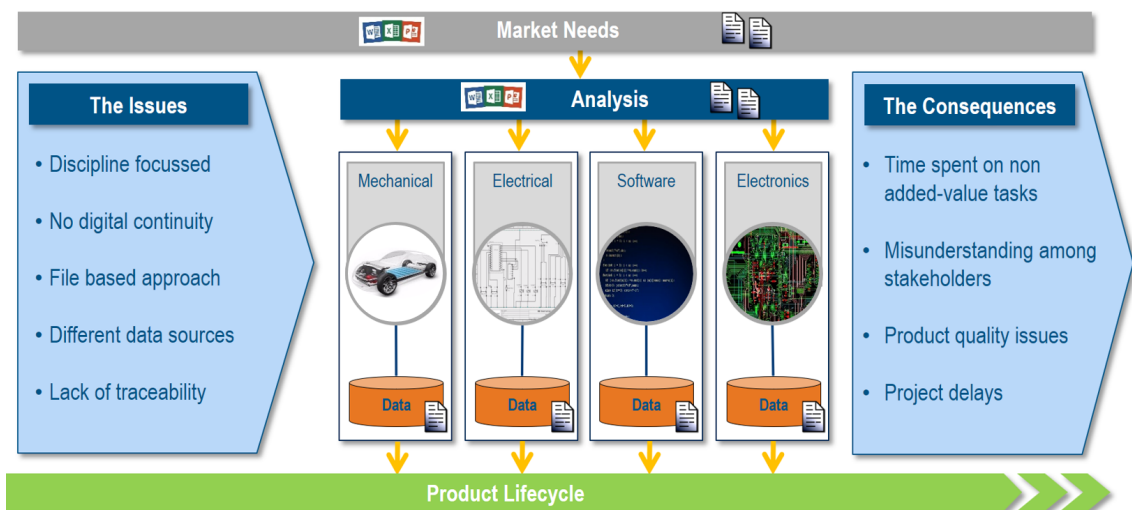 Market Needs
W X P
The Issues
W X P
Analysis
The Consequences
• Discipline focussed
• No digital continuity
• File based approach
• Different data sources
• Lack of traceability
Mechanical
Electrical
Software
Electronics
Data
Data
Data
Data
• Time spent on non
added-value tasks
• Misunderstanding among
stakeholders
• Product quality issues
• Project delays
Product Lifecycle